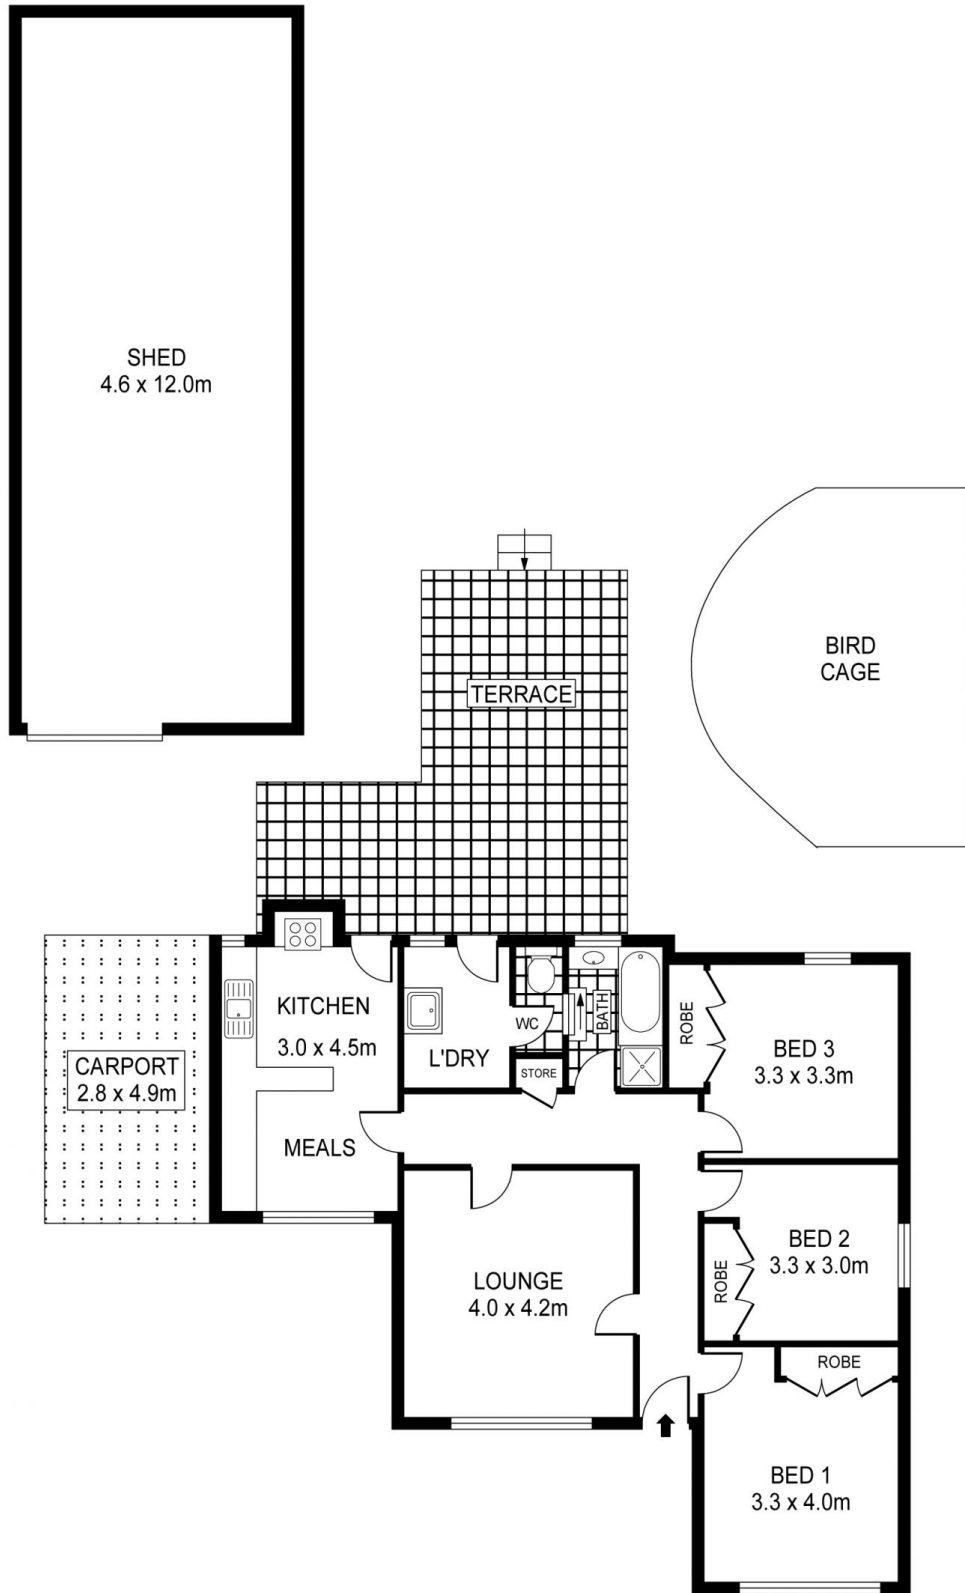 SHED
4.6 x 12.0m
BIRD
CAGE
TERRACE
KITCHEN
3.0 x 4.5m
WC
BATH
ROBE
BED 3
3.3 x 3.3m
L'DRY
STORE
CARPORT
2.8 x 4.9m
MEALS
BED 2
3.3 x 3.0m
ROBE
LOUNGE
4.0 x 4.2m
ROBE
BED 1
3.3 x 4.0m